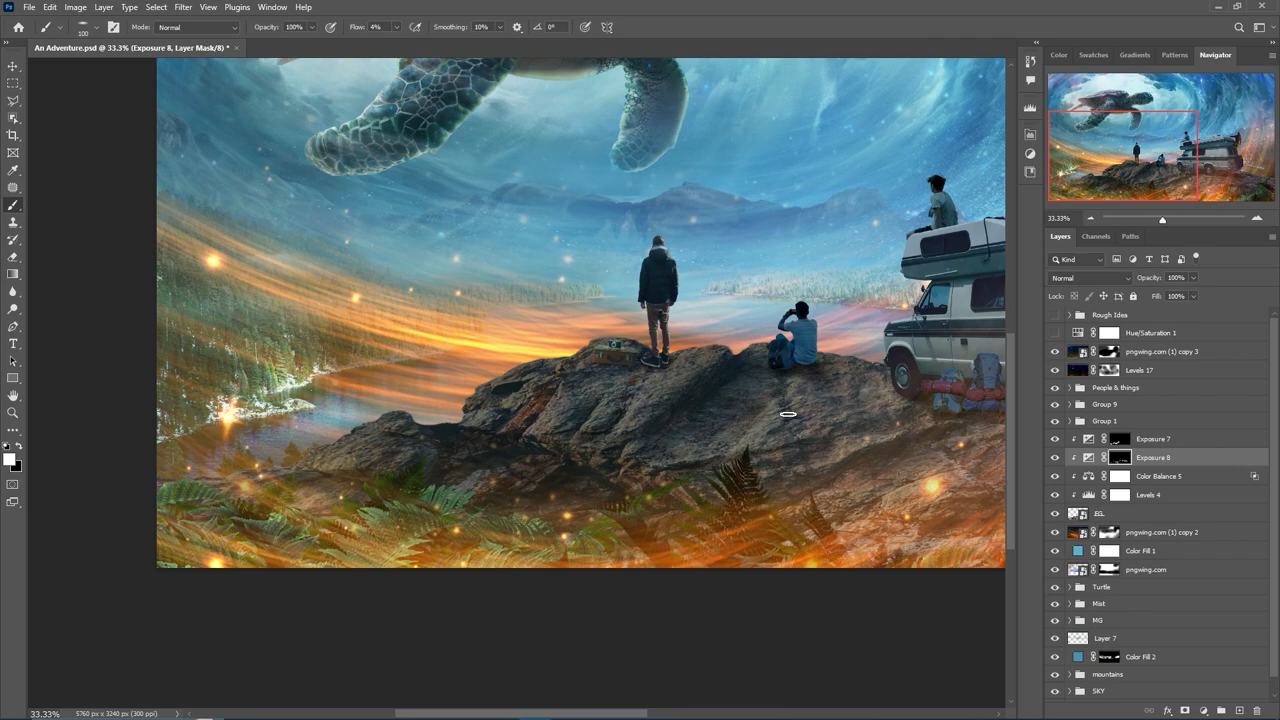 Ps File Edit Image Layer Type Select Filter View Plugins Window Help
100 Mode: Normal Opacity: 100% Flow: 4% Smoothing: 10% 0°
An Adventure.psd @ 33.3% (Exposure 8, Layer Mask/8) *
Color Swatches Gradients Patterns Navigator
33.33%
Layers Channels Paths
Kind
Normal Opacity: 100%
Lock: Fill: 100%
Rough Idea
Hue/Saturation 1
pngwing.com (1) copy 3
Levels 17
People & things
Group 9
Group 1
Exposure 7
Exposure 8
Color Balance 5
Levels 4
FG
pngwing.com (1) copy 2
Color Fill 1
pngwing.com
Turtle
Mist
MG
Layer 7
Color Fill 2
mountains
SKY
33.33% 5760 px x 3240 px (300 ppi)